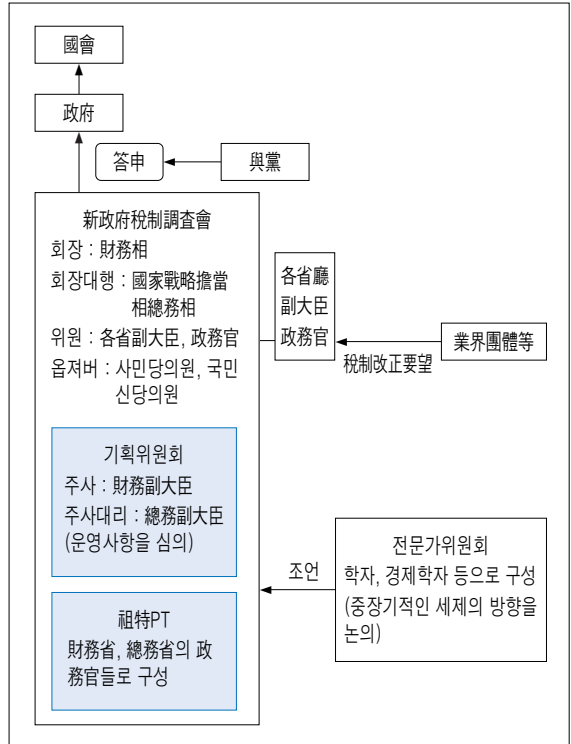 國會
政府
答申
與黨
新政府稅制調査會
회장 : 財務相
회장대행 : 國家戰略擔當
相總務相
위원 : 各省副大臣, 政務官
옵져버 : 사민당의원, 국민
신당의원
各省廳
副大臣
政務官
業界團體等
稅制改正要望
기획위원회
주사 : 財務副大臣
주사대리 : 總務副大臣
(운영사항을 심의)
조언
전문가위원회
학자, 경제학자 등으로 구성
(중장기적인 세제의 방향을
논의)
祖特PT
財務省, 總務省의 政
務官들로 구성